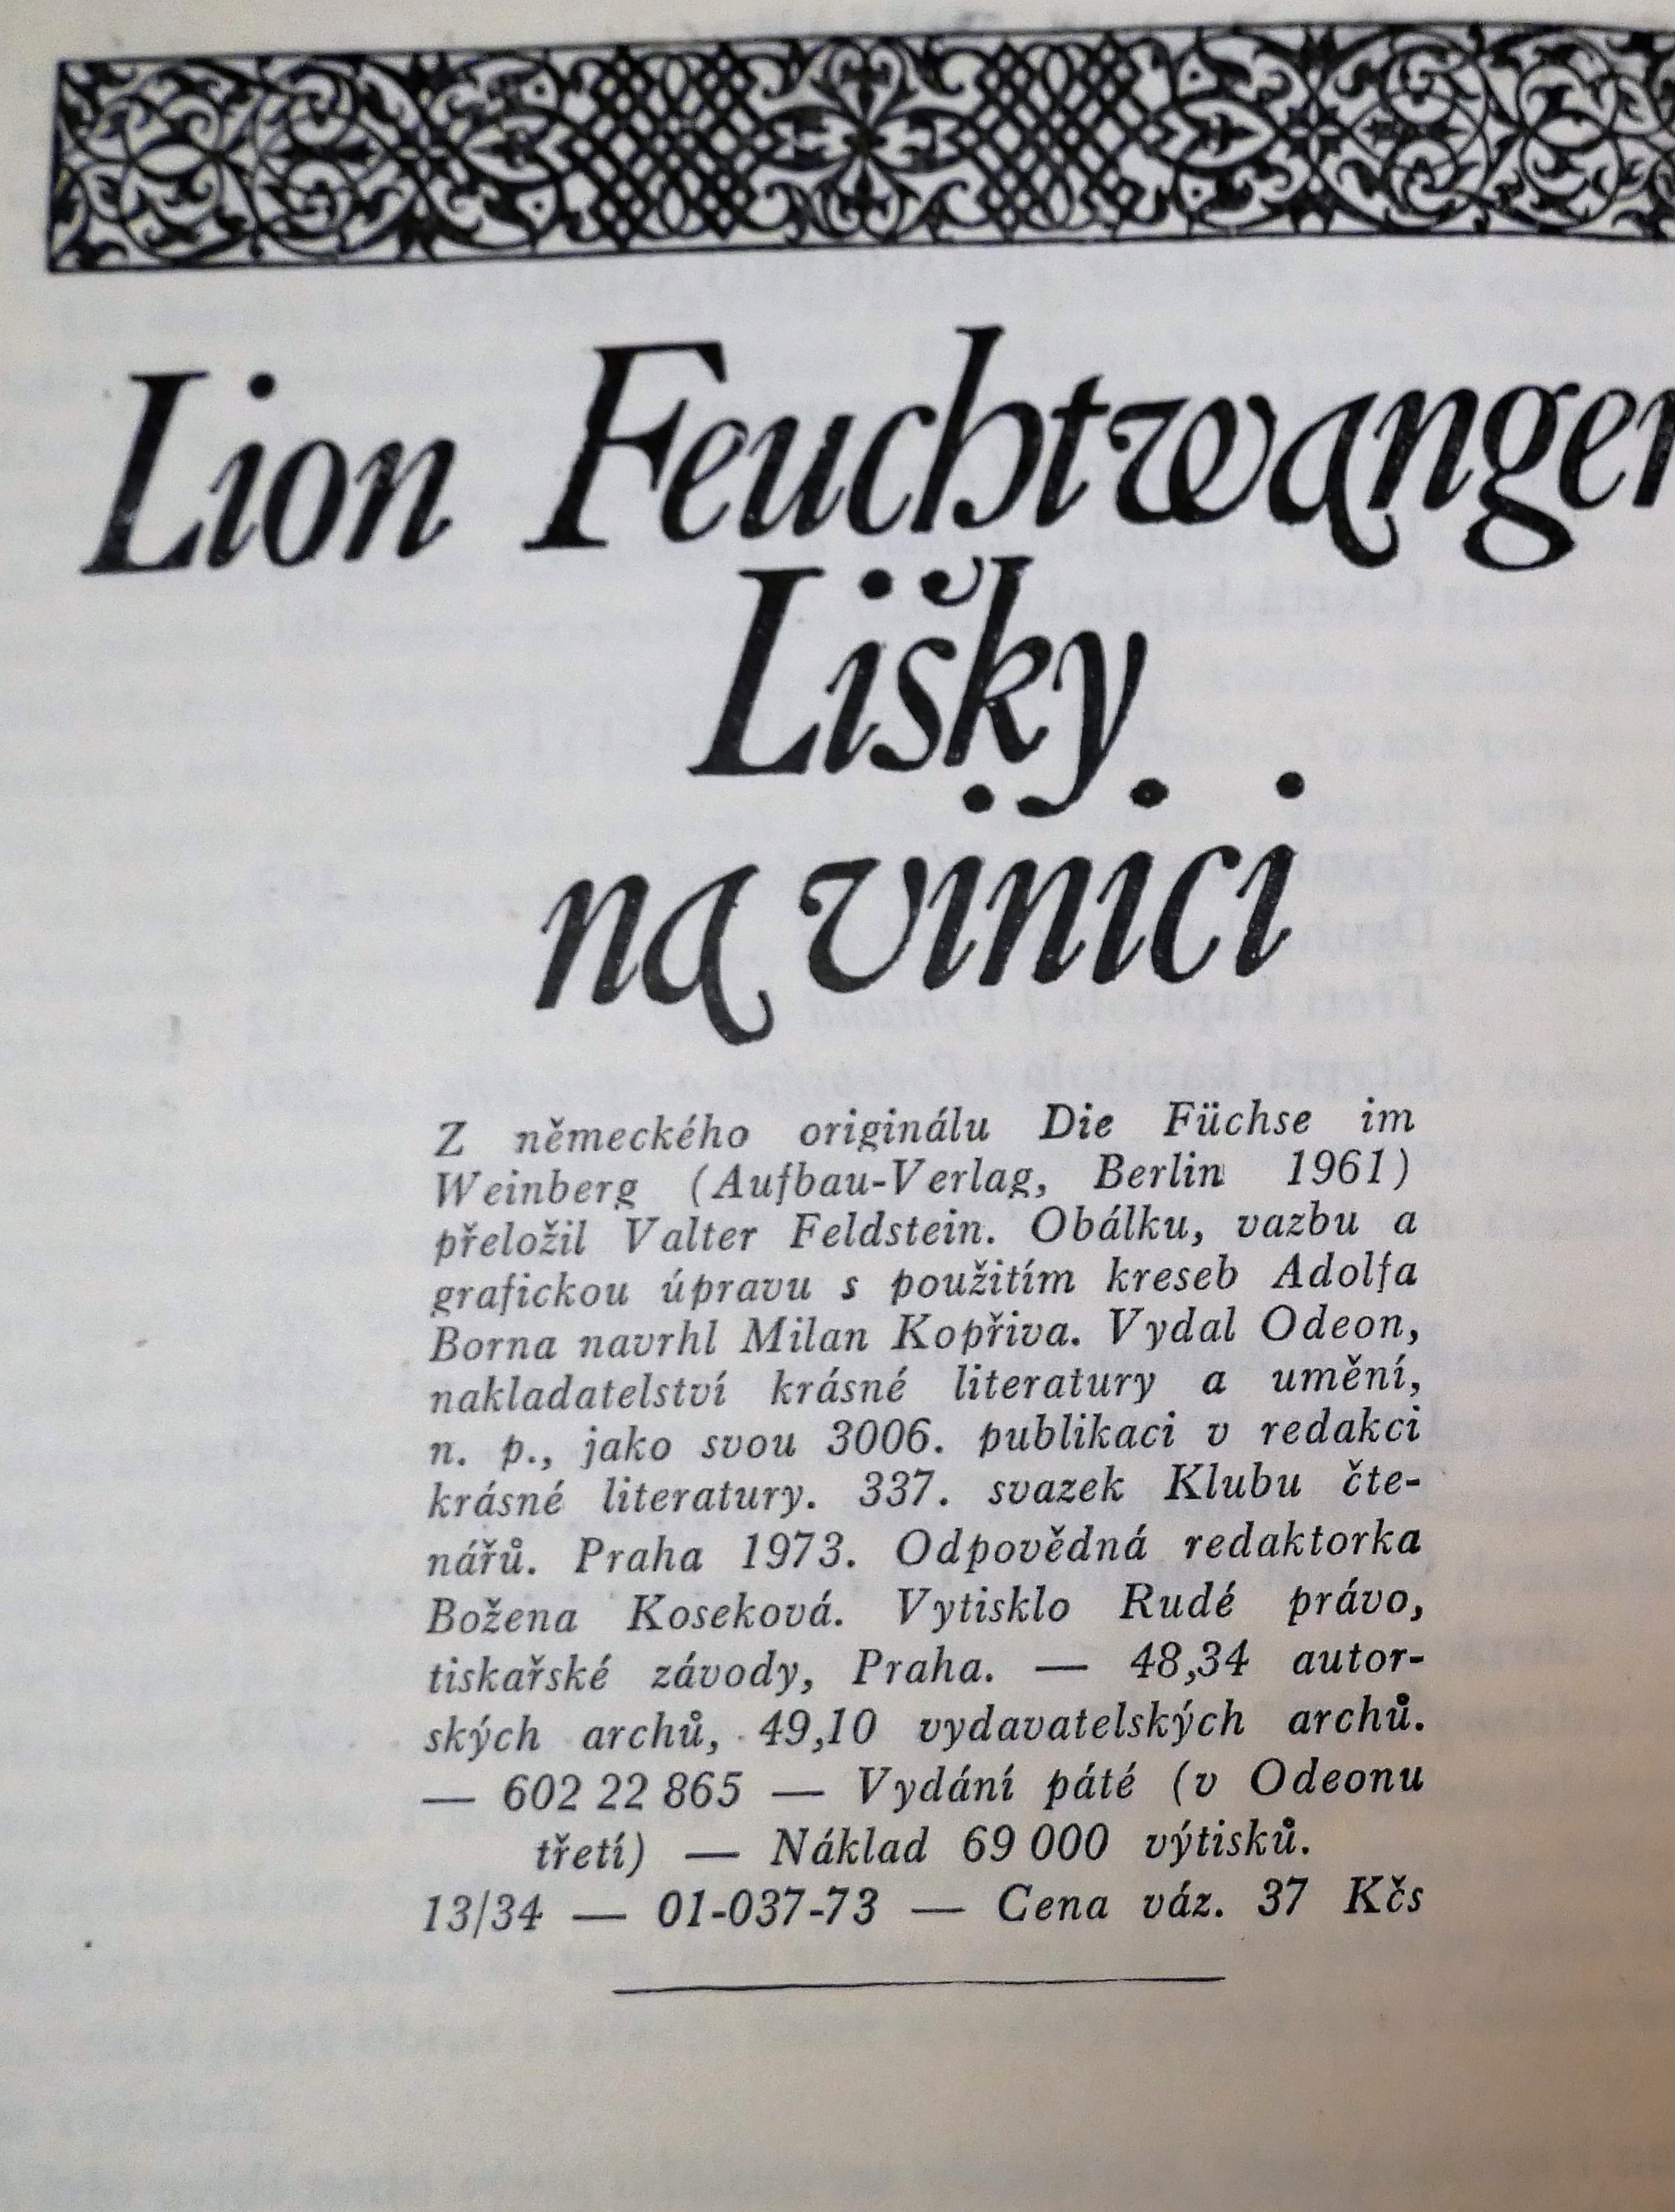 Lion Feuchtwanger
Lišky
na vinici
Z německého originálu Die Füchse im
Weinberg (Aufbau-Verlag, Berlin 1961)
přeložil Valter Feldstein. Obálku, vazbu a
grafickou úpravu s použitím kreseb Adolfa
Borna navrhl Milan Kopřiva. Vydal Odeon,
nakladatelství krásné literatury a umění,
n. p., jako svou 3006. publikaci v redakci
krásné literatury. 337. svazek Klubu čte-
nářů. Praha 1973. Odpovědná redaktorka
Božena Koseková. Vytisklo Rudé právo,
tiskařské závody, Praha. — 48,34 autor-
ských archů, 49,10 vydavatelských archů.
— 602 22 865 — Vydání páté (v Odeonu
třetí) — Náklad 69 000 výtisků.
13/34 — 01-037-73 — Cena váz. 37 Kčs